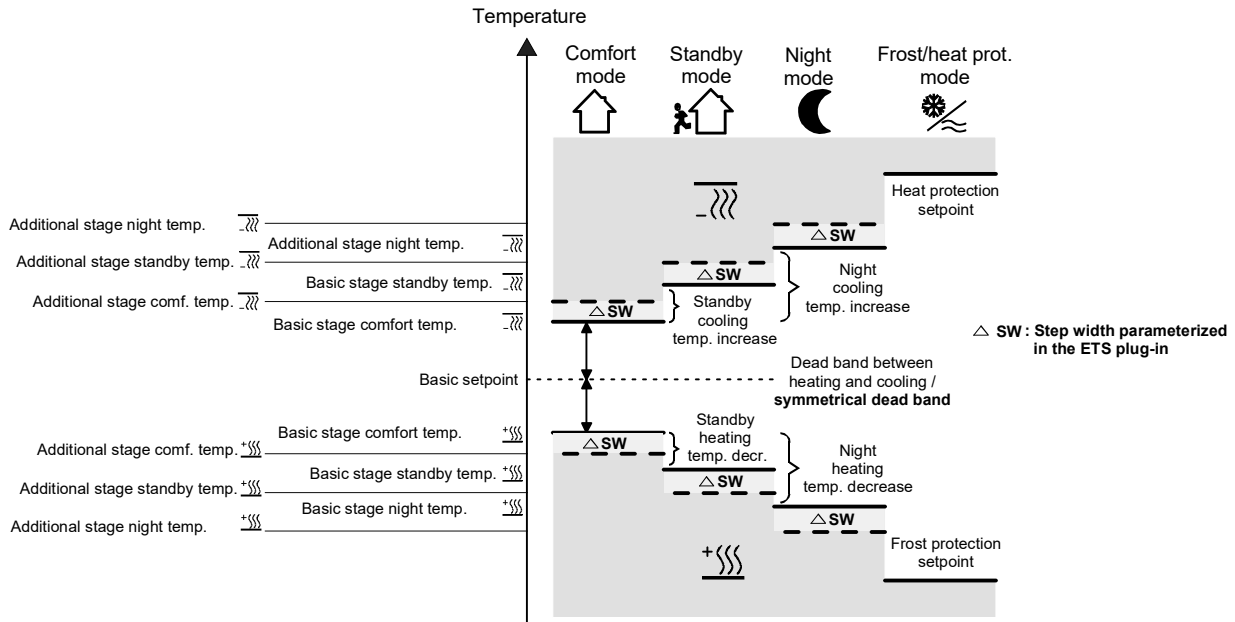 Temperature
Comfort
mode
Standby
mode
Night
mode
Frost/heat prot.
mode
Heat protection
setpoint
Additional stage night temp.
Additional stage night temp.
△ SW
Additional stage standby temp.
Basic stage standby temp.
△ SW
Night
cooling
temp. increase
Additional stage comf. temp.
Basic stage comfort temp.
△ SW
Standby
cooling
temp. increase
△ SW : Step width parameterized
in the ETS plug-in
Basic setpoint
Dead band between
heating and cooling /
symmetrical dead band
Basic stage comfort temp.
Additional stage comf. temp.
△ SW
Standby
heating
temp. decr.
Basic stage standby temp.
Additional stage standby temp.
△ SW
Night
heating
temp. decrease
Basic stage night temp.
Additional stage night temp.
△ SW
Frost protection
setpoint